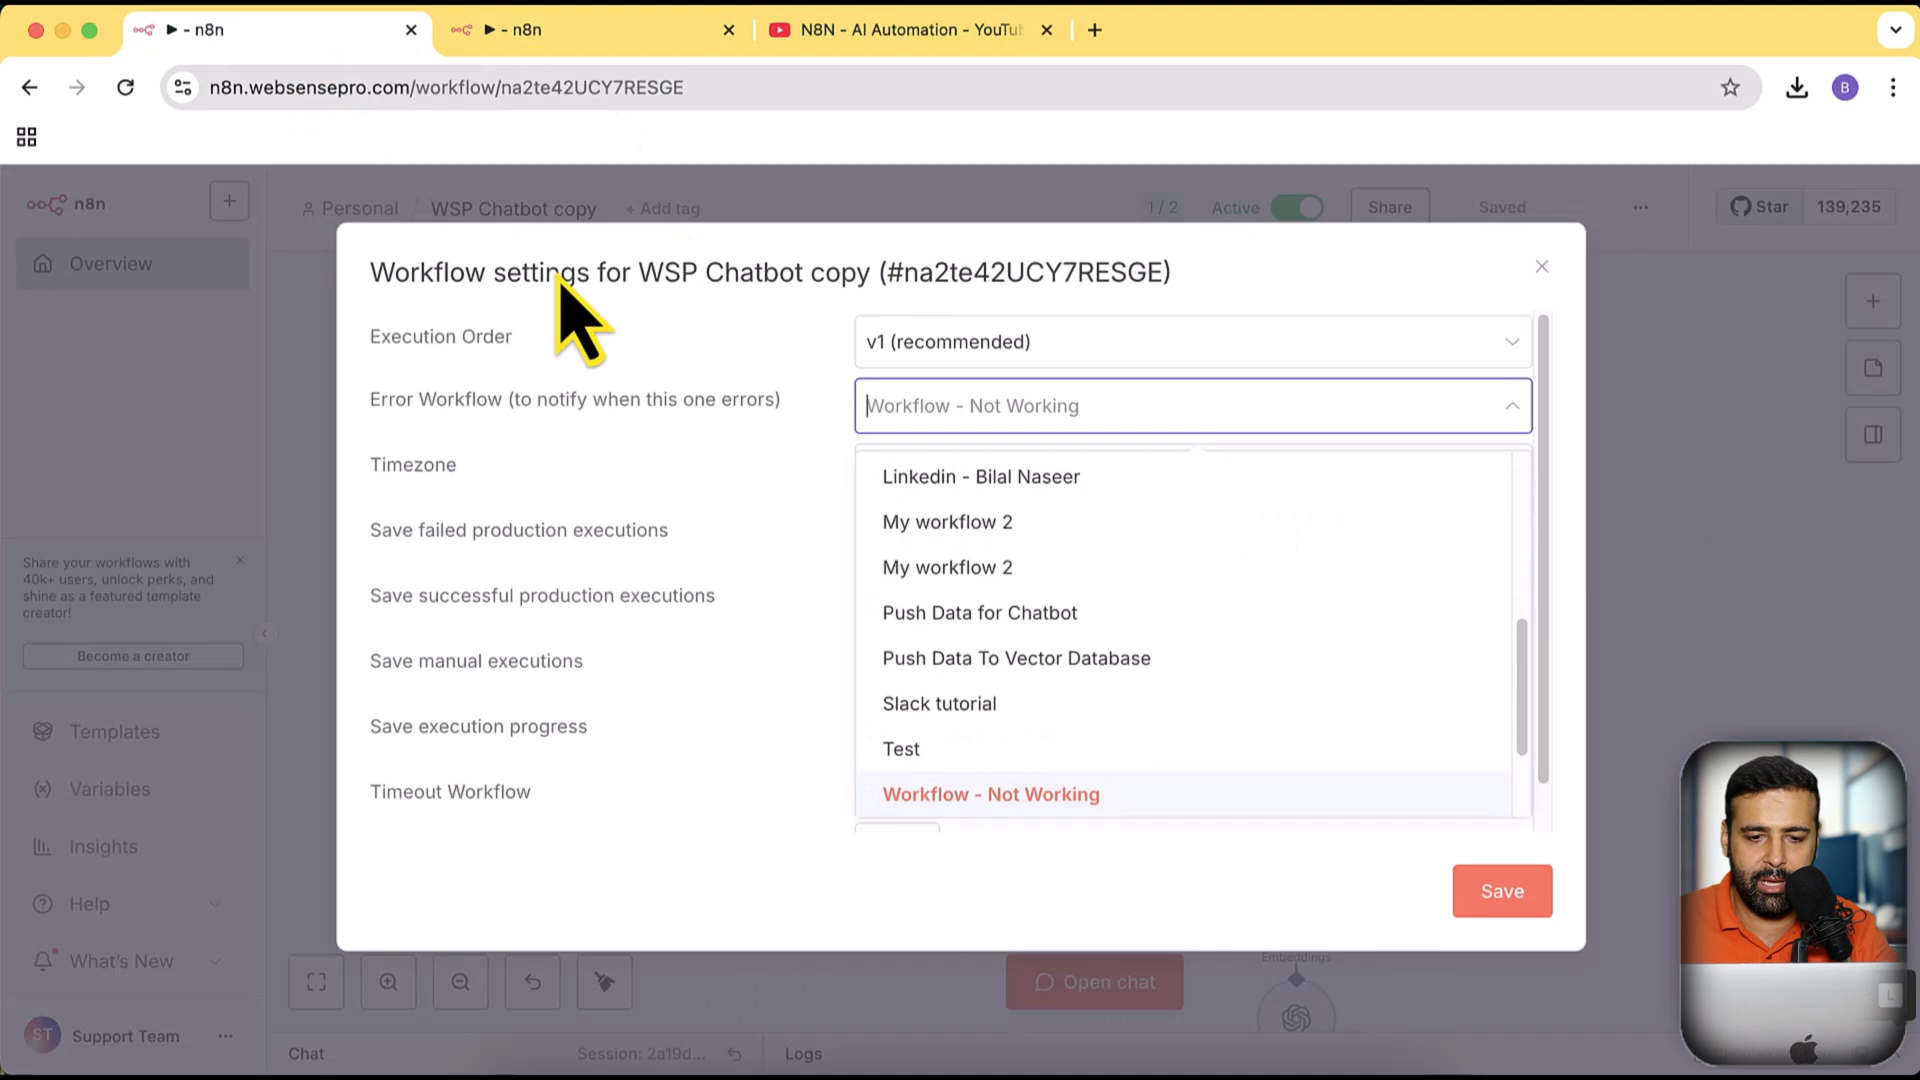 - n8n
- n8n
N8N - AI Automation - YouTu
n8n.websensepro.com/workflow/na2te42UCY7RESGE
B
n8n
Personal / WSP Chatbot copy + Add tag
1 / 2
Active
Share
Saved
Star 139,235
Overview
Workflow settings for WSP Chatbot copy (#na2te42UCY7RESGE)
Execution Order
v1 (recommended)
Error Workflow (to notify when this one errors)
Workflow - Not Working
Timezone
Linkedin - Bilal Naseer
My workflow 2
Save failed production executions
My workflow 2
Save successful production executions
Push Data for Chatbot
Save manual executions
Push Data To Vector Database
Save execution progress
Slack tutorial
Test
Timeout Workflow
Workflow - Not Working
Save
Share your workflows with
40k+ users, unlock perks, and
shine as a featured template
creator!
Become a creator
Templates
Variables
Insights
Help
What's New
ST Support Team
Open chat
Embeddings
Chat
Session: 2a19d...
Logs
L